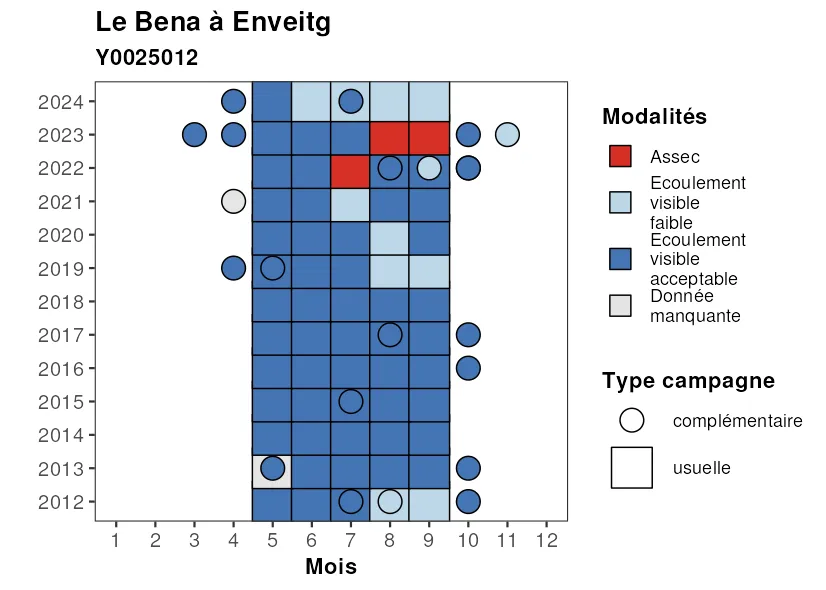 Le Bena à Enveitg
Y0025012
2024
2023
2022
2021
2020
2019
2018
2017
2016
2015
2014
2013
2012
1 2 3 4 5 6 7 8 9 10 11 12
Mois
Modalités
Assec
Ecoulement
visible
faible
Ecoulement
visible
acceptable
Donnée
manquante
Type campagne
complémentaire
usuelle